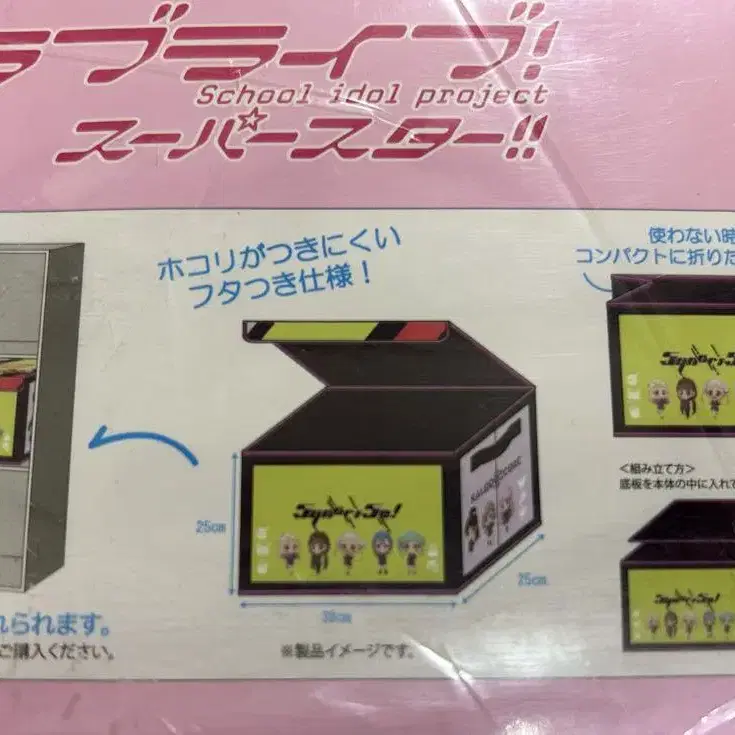 ラブライブ!
School idol project
スーパースター!!
ホコリがつきにくい
フタつき仕様！
使わない時
コンパクトに折りた
25cm
KALEIDOSCORE
25cm
38cm
＜組み立て方＞
底板を本体の中に入れて
れられます。
ご購入ください。
※製品イメージです。